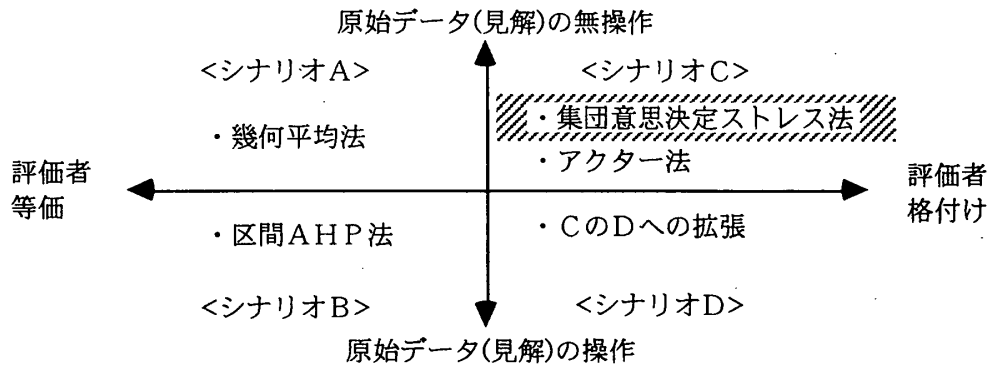 原始データ(見解)の無操作
<シナリオA>
<シナリオC>
・幾何平均法
・集団意思決定ストレス法
・アクター法
評価者
等価
評価者
格付け
・区間AHP法
・CのDへの拡張
<シナリオB>
<シナリオD>
原始データ(見解)の操作